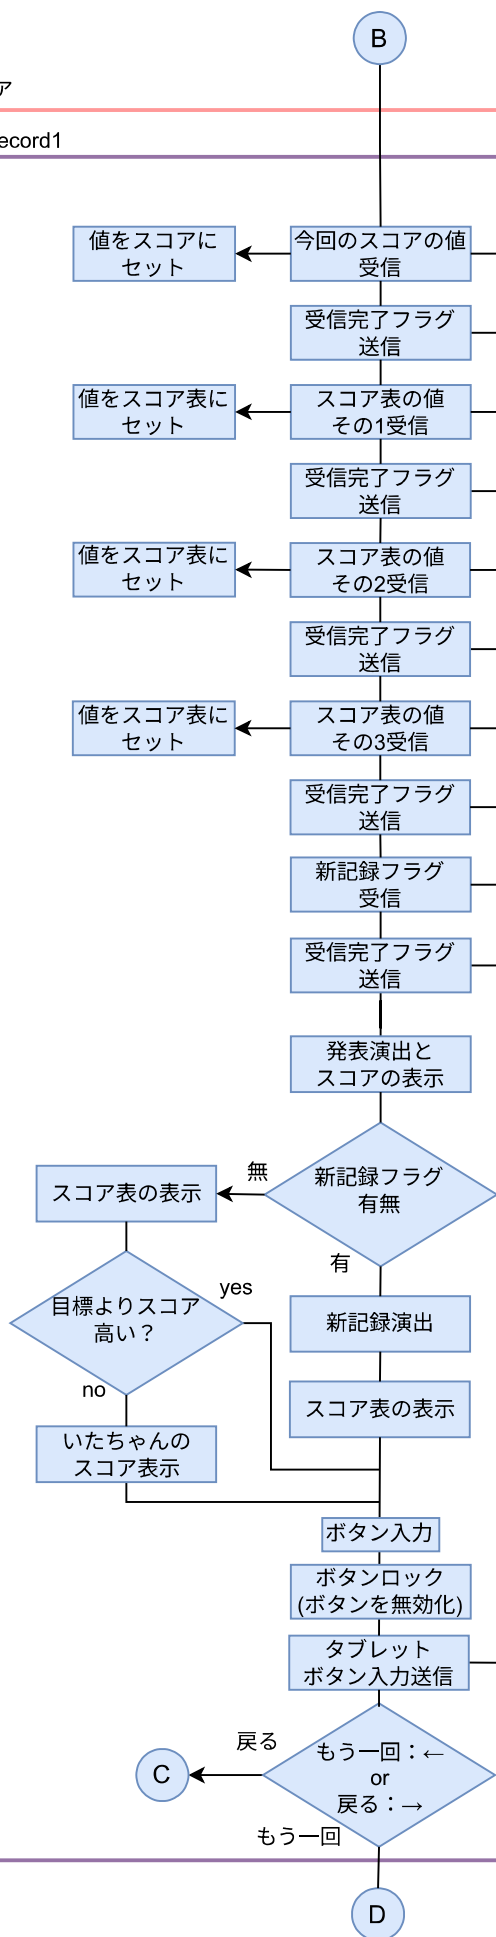 B
ア
ecord1
値をスコアに
セット
今回のスコアの値
受信
受信完了フラグ
送信
値をスコア表に
セット
スコア表の値
その1受信
受信完了フラグ
送信
値をスコア表に
セット
スコア表の値
その2受信
受信完了フラグ
送信
値をスコア表に
セット
スコア表の値
その3受信
受信完了フラグ
送信
新記録フラグ
受信
受信完了フラグ
送信
発表演出と
スコアの表示
新記録フラグ
有無
無
スコア表の表示
有
目標よりスコア
高い？
yes
no
新記録演出
スコア表の表示
いたちゃんの
スコア表示
ボタン入力
ボタンロック
(ボタンを無効化)
タブレット
ボタン入力送信
もう一回：←
or
戻る：→
戻る
C
もう一回
D